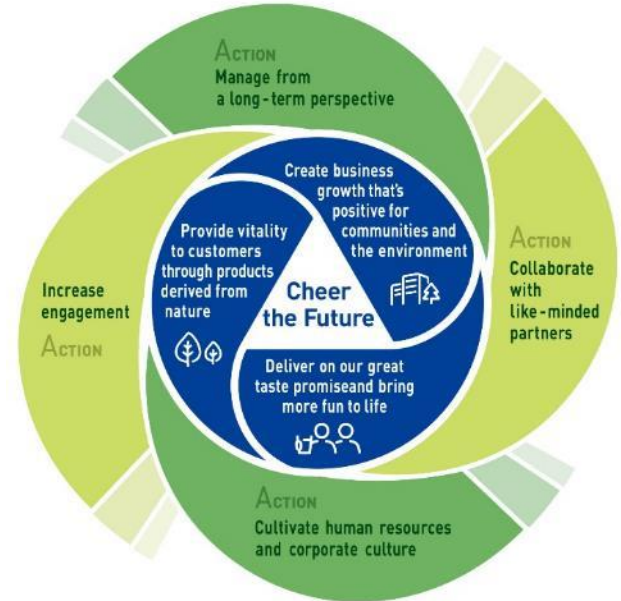 ACTION
Manage from
a long-term perspective
Create business
growth that's
positive for
communities and
the environment
Provide vitality
to customers
through products
derived from
nature
ACTION
Collaborate
with
like-minded
partners
Increase
engagement
ACTION
Cheer
the Future
Deliver on our great
taste promiseand bring
more fun to life
ACTION
Cultivate human resources
and corporate culture